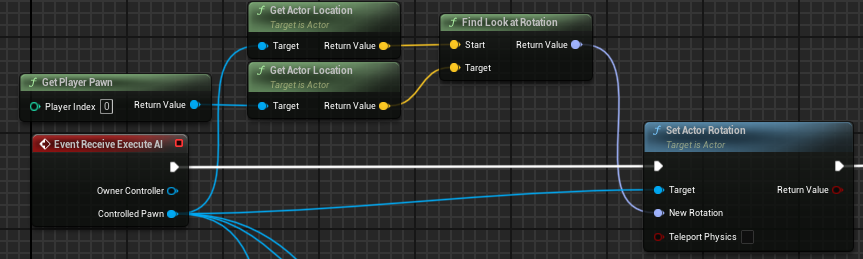 f Get Actor Location
Target is Actor
Target Return Value
f Find Look at Rotation
Start Return Value
Target
f Get Actor Location
Target is Actor
Target Return Value
f Get Player Pawn
Player Index 0 Return Value
Event Receive Execute AI
Owner Controller
Controlled Pawn
f Set Actor Rotation
Target is Actor
Target Return Value
New Rotation
Teleport Physics